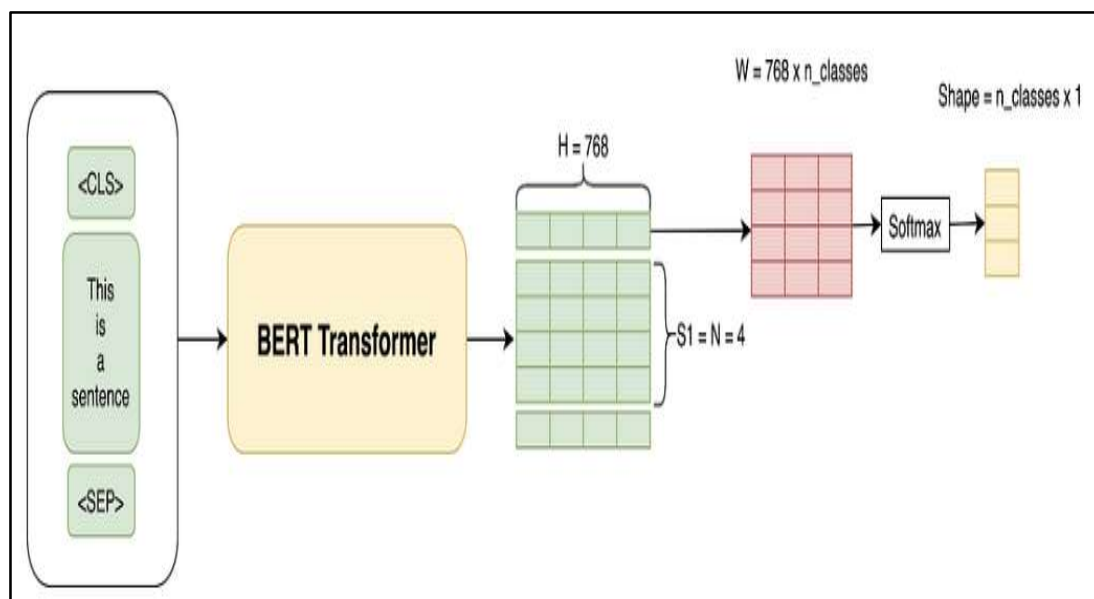 <CLS>
This
is
a
sentence
<SEP>
BERT Transformer
H = 768
S1 = N = 4
W = 768 x n_classes
Softmax
Shape = n_classes x 1